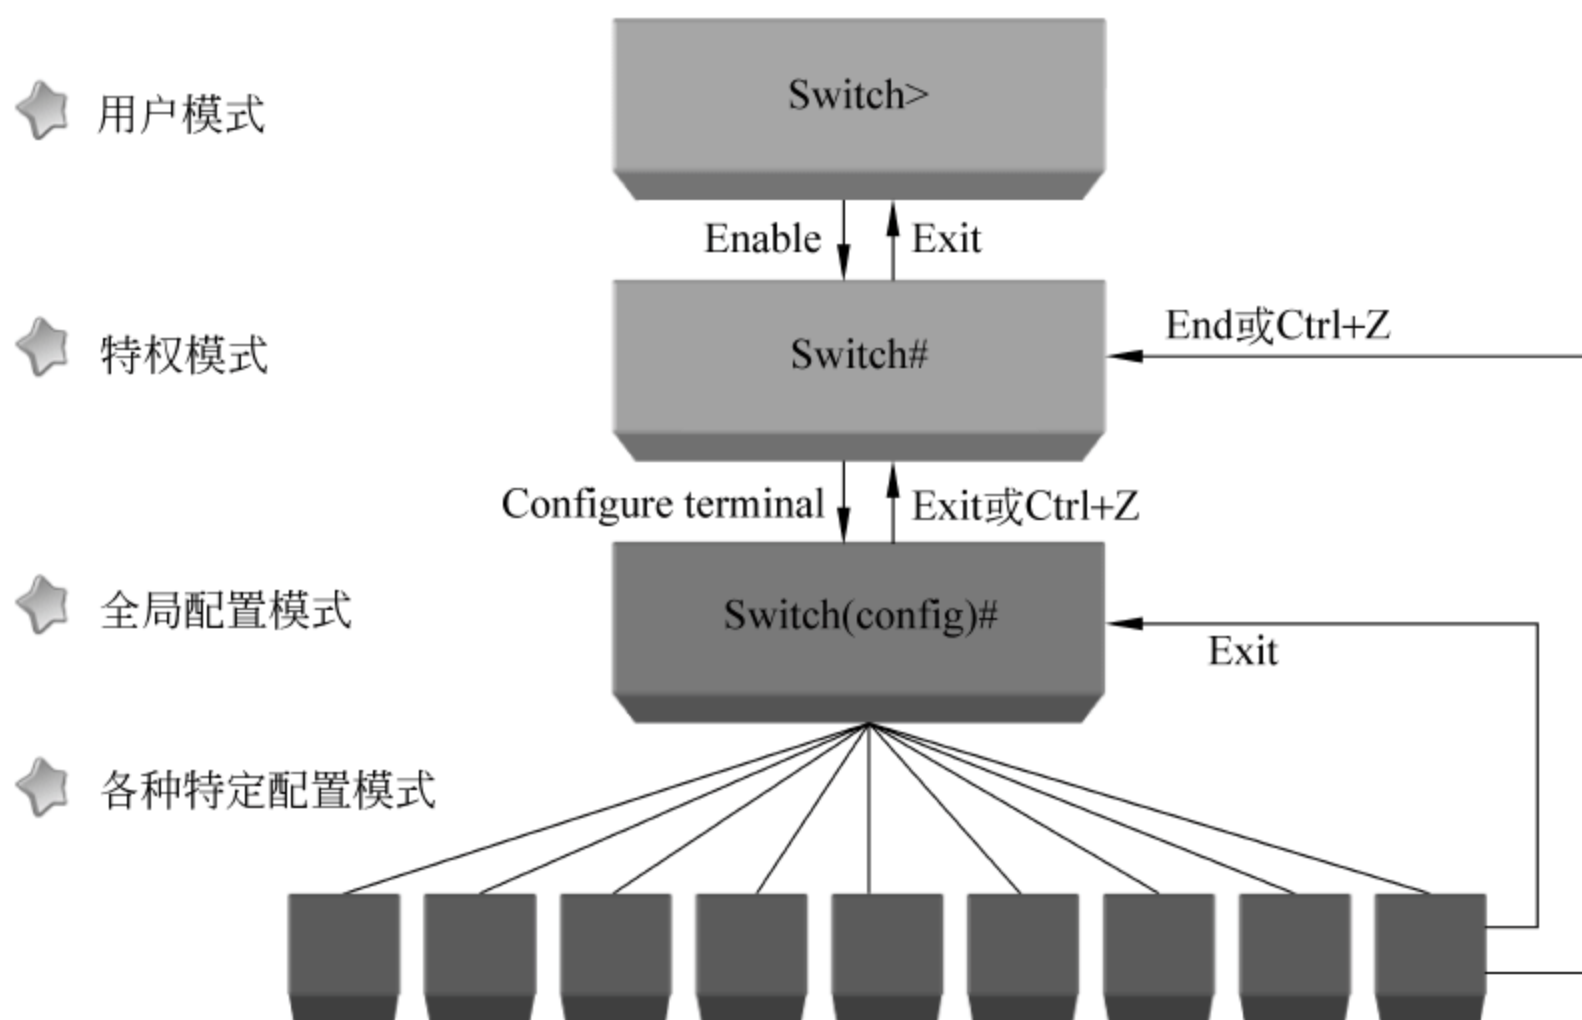 用户模式
Switch>
Enable
Exit
特权模式
Switch#
End或Ctrl+Z
Configure terminal
Exit或Ctrl+Z
全局配置模式
Switch(config)#
Exit
各种特定配置模式